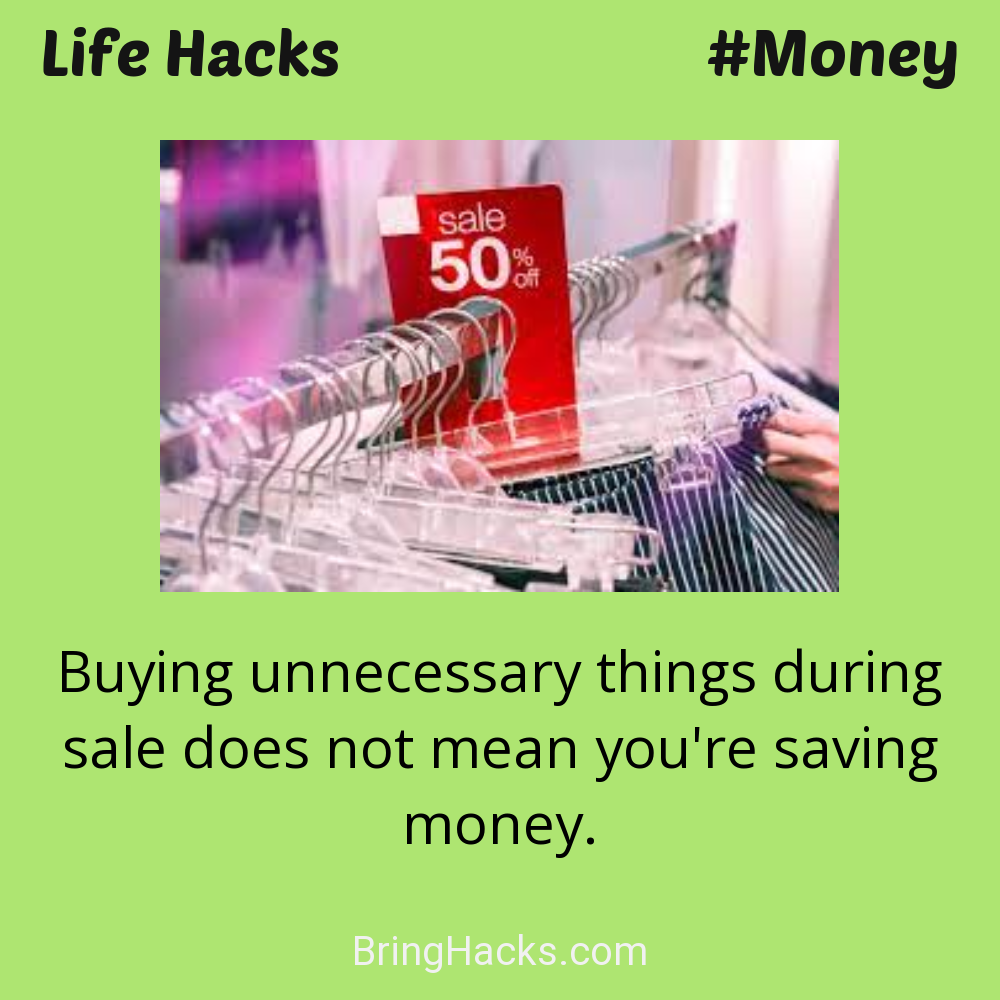 Life Hacks #Money
sale
50% off
Buying unnecessary things during
sale does not mean you're saving
money.
BringHacks.com